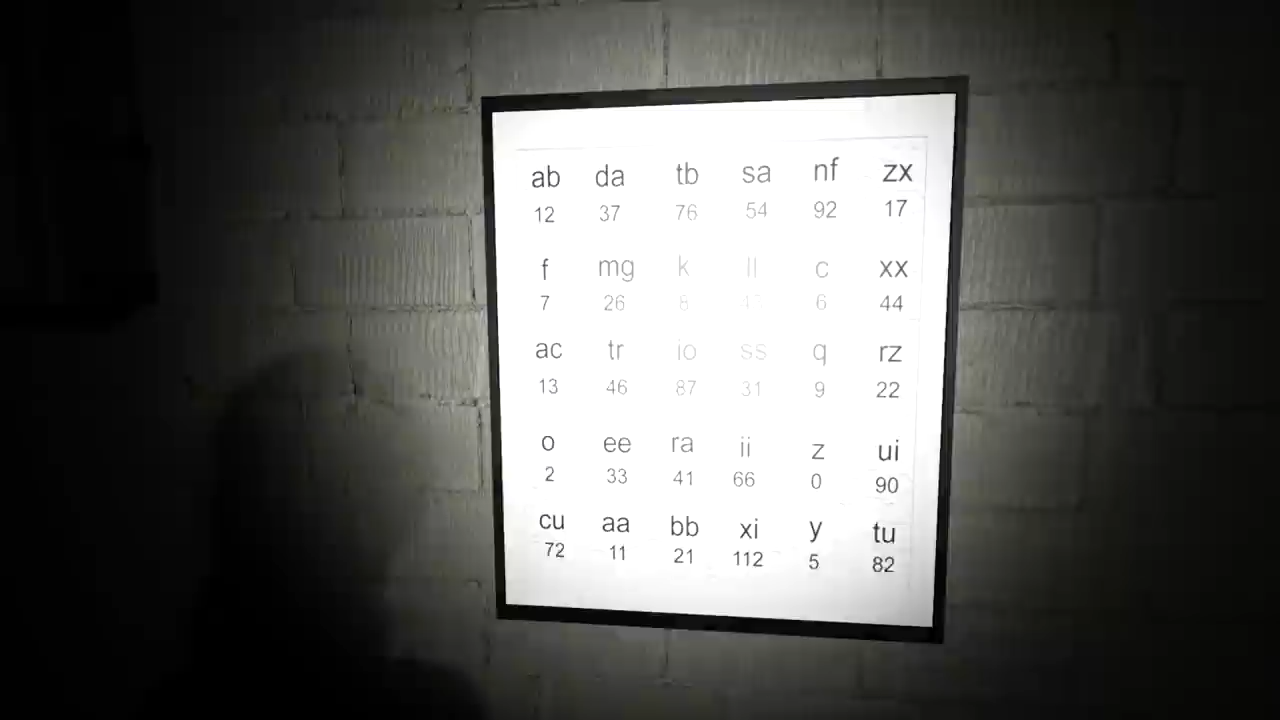 ab da tb sa nf zx
12 37 76 54 92 17
f mg k ll c xx
7 26 8 6 44
ac tr io ss q rz
13 46 87 31 9 22
o ee ra ii z ui
2 33 41 66 0 90
cu aa bb xi y tu
72 11 21 112 5 82